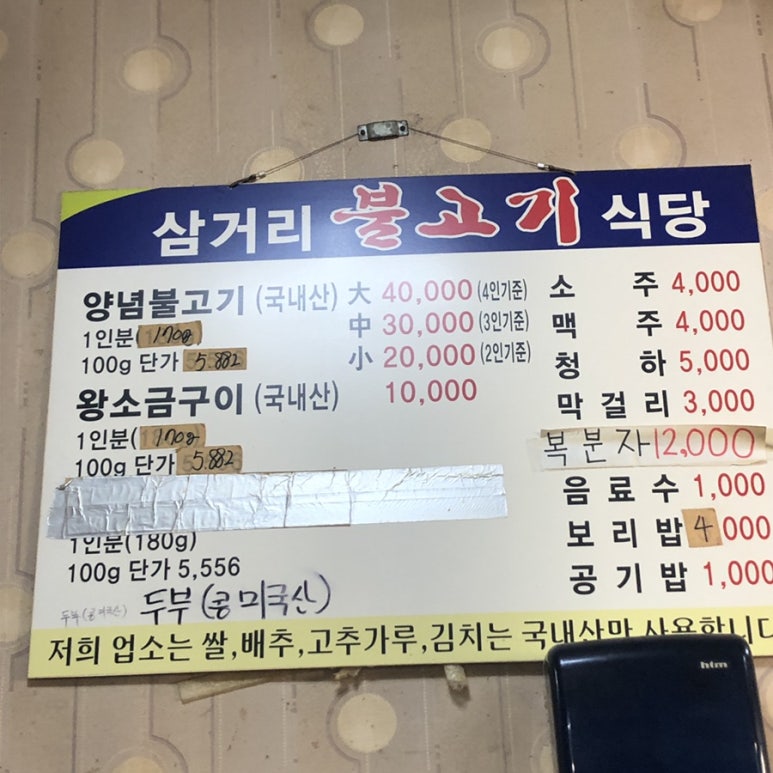 삼거리 불고기 식당
양념불고기 (국내산) 大 40,000 (4인기준)
中 30,000 (3인기준)
小 20,000 (2인기준)
1인분(170g)
100g 단가 5.882
왕소금구이 (국내산) 10,000
1인분(170g
100g 단가 5.882
1인분(180g)
100g 단가 5,556
두부(콩 미국산) 두부(콩 미국산)
소 주 4,000
맥 주 4,000
청 하 5,000
막 걸 리 3,000
복 분 자 12,000
음 료 수 1,000
보 리 밥 4 000
공 기 밥 1,000
저희 업소는 쌀,배추,고추가루,김치는 국내산만 사용합니다
htm